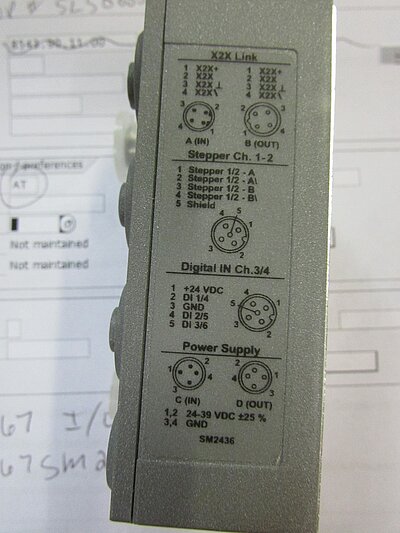 X2X Link
1 X2X+ 1 X2X+
2 X2X 2 X2X
3 X2X⊥ 3 X2X⊥
4 X2X\ 4 X2X\
A (IN) B (OUT)
Stepper Ch. 1-2
1 Stepper 1/2 - A
2 Stepper 1/2 - A\
3 Stepper 1/2 - B
4 Stepper 1/2 - B\
5 Shield
Digital IN Ch.3/4
1 +24 VDC
2 DI 1/4
3 GND
4 DI 2/5
5 DI 3/6
Power Supply
C (IN) D (OUT)
1,2 24-39 VDC ±25 %
3,4 GND
SM2436
AT
Not maintained
Not maintained
67 I/
67SM2